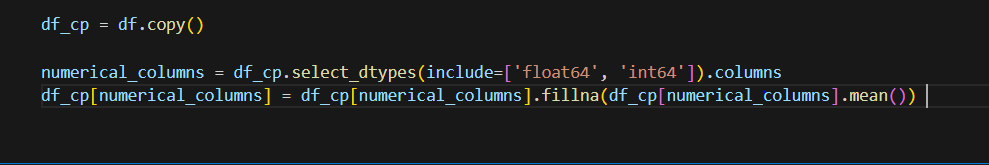 df_cp = df.copy()
numerical_columns = df_cp.select_dtypes(include=['float64', 'int64']).columns
df_cp[numerical_columns] = df_cp[numerical_columns].fillna(df_cp[numerical_columns].mean())